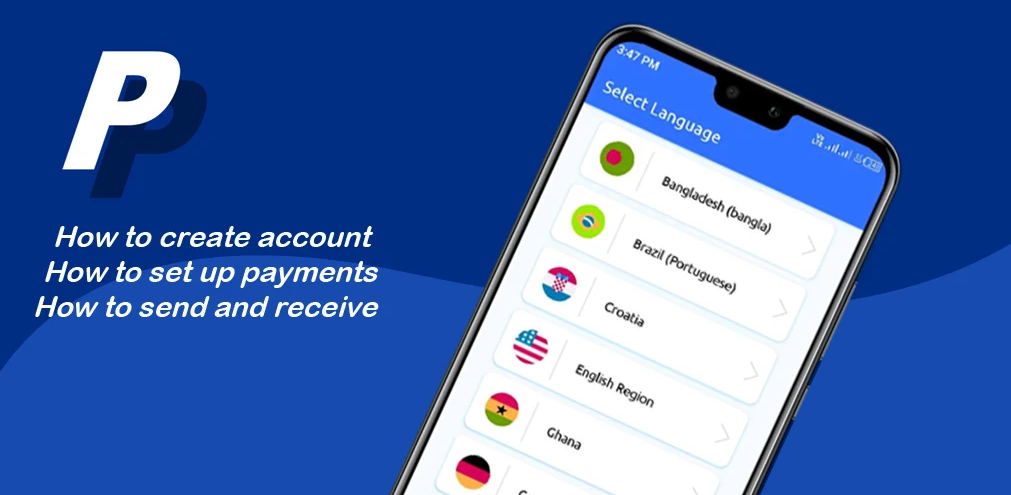 P
P
How to create account
How to set up payments
How to send and receive
3:47 PM
Select Language
Bangladesh (bangla)
Brazil (Portuguese)
Croatia
English Region
Ghana